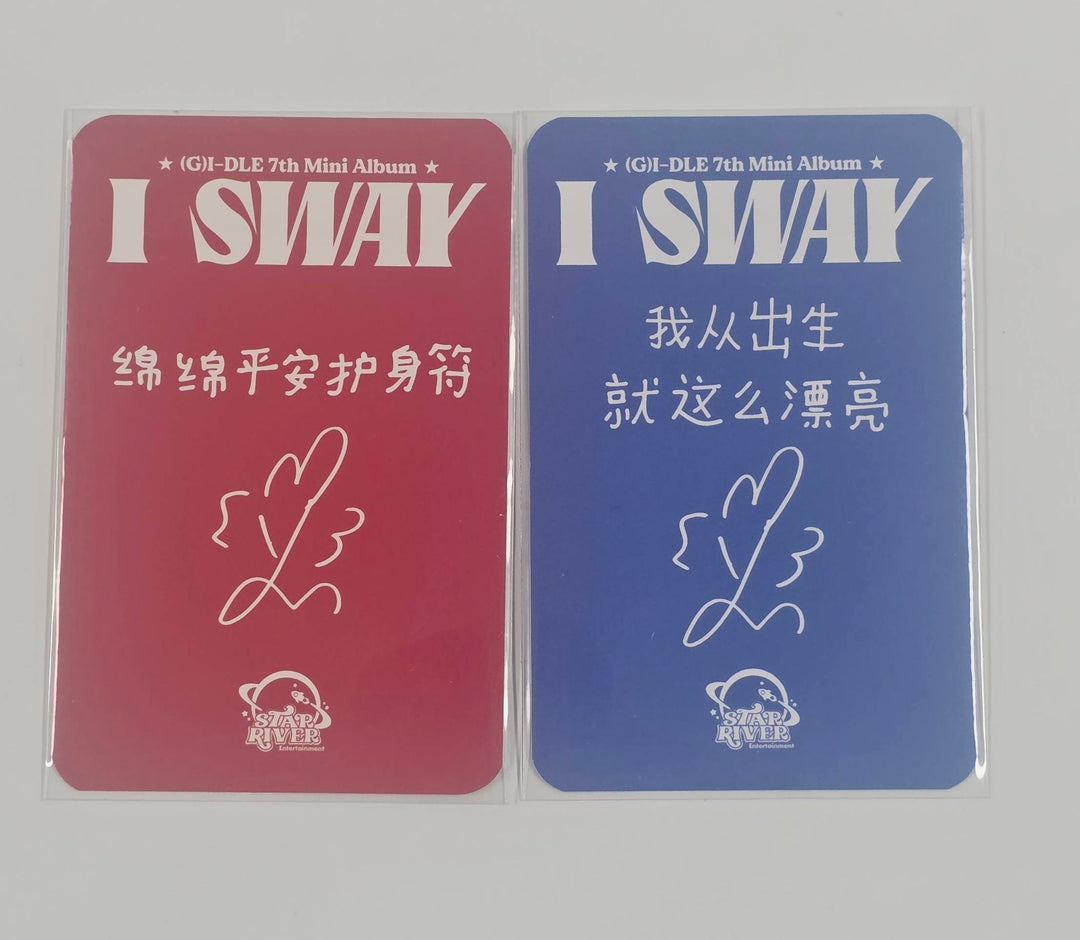 ★ (G)I-DLE 7th Mini Album ★
I SWAY
绵绵平安护身符
STAR
RIVER
Entertainment
★ (G)I-DLE 7th Mini Album ★
I SWAY
我从出生
就这么漂亮
STAR
RIVER
Entertainment